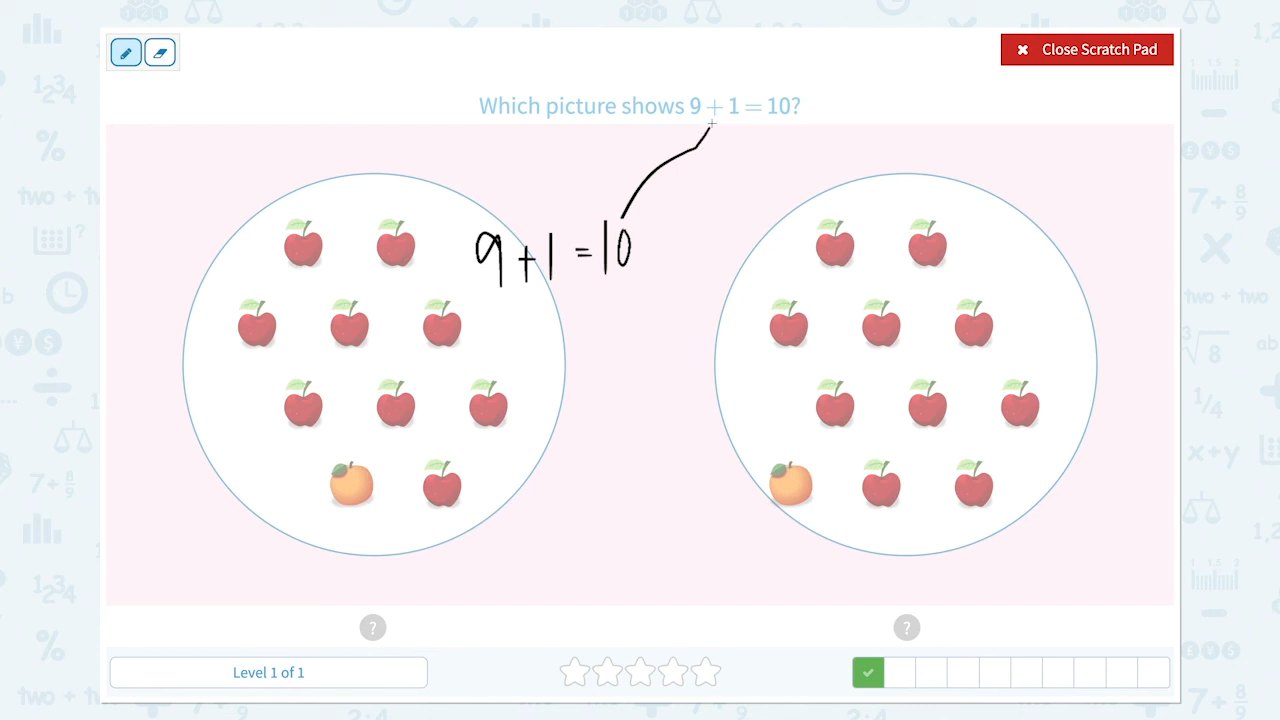 Close Scratch Pad
Which picture shows 9 + 1 = 10?
9 + 1 = 10
?
?
Level 1 of 1